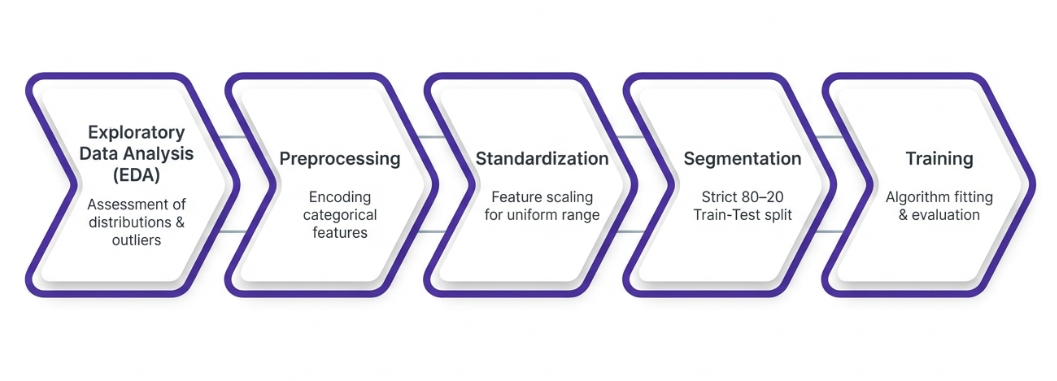 Exploratory
Data Analysis
(EDA)
Assessment of
distributions &
outliers
Preprocessing
Encoding
categorical
features
Standardization
Feature scaling
for uniform range
Segmentation
Strict 80–20
Train-Test split
Training
Algorithm fitting
& evaluation